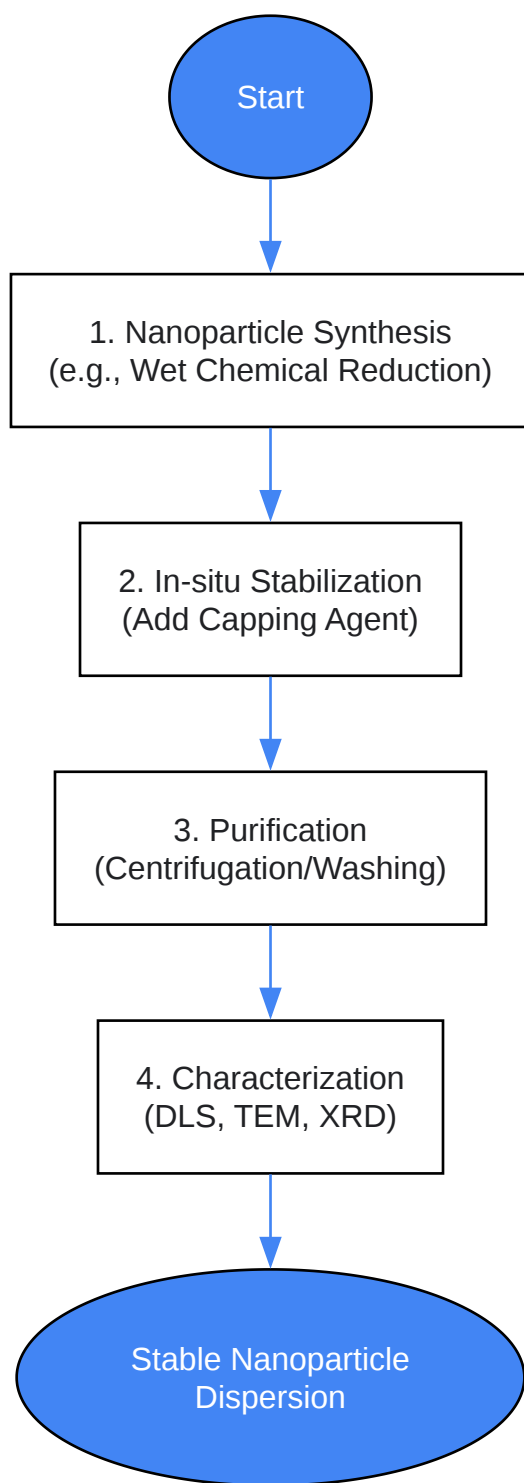 Start
1. Nanoparticle Synthesis
(e.g., Wet Chemical Reduction)
2. In-situ Stabilization
(Add Capping Agent)
3. Purification
(Centrifugation/Washing)
4. Characterization
(DLS, TEM, XRD)
Stable Nanoparticle
Dispersion